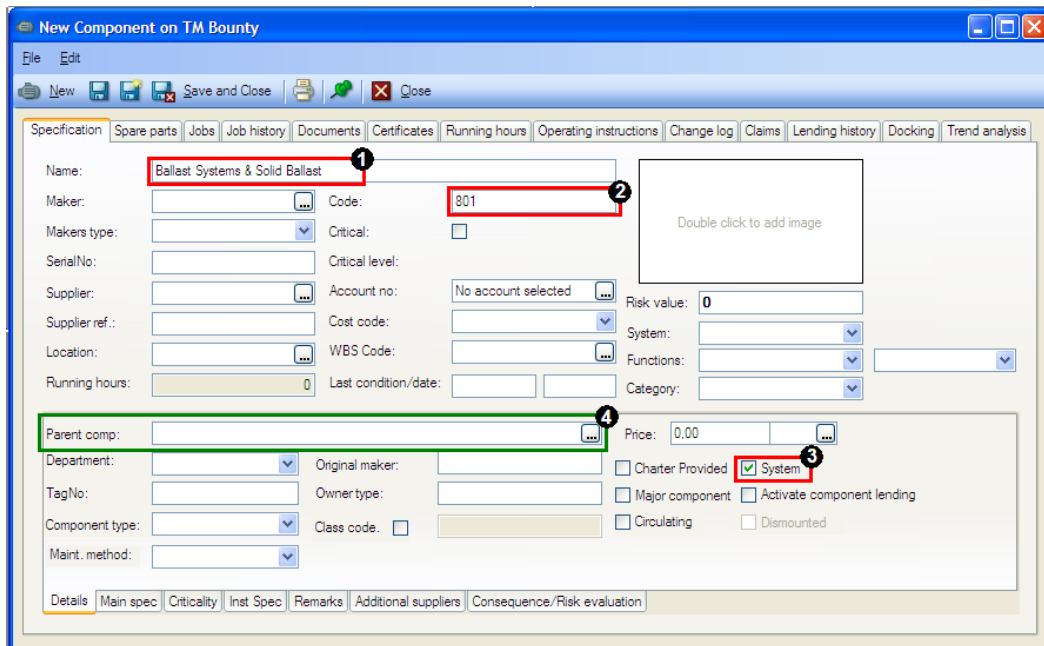 New Component on TM Bounty
File Edit
New Save and Close Close
Specification Spare parts Jobs Job history Documents Certificates Running hours Operating instructions Change log Claims Lending history Docking Trend analysis
Name: Ballast Systems & Solid Ballast 1
Maker: ... Code: 801 2
Double click to add image
Makers type: Critical:
SerialNo: Critical level:
Supplier: ... Account no: No account selected ... Risk value: 0
Supplier ref.: Cost code: System:
Location: ... WBS Code: ... Functions:
Running hours: 0 Last condition/date: Category:
4
Parent comp: ... Price: 0,00 ...
Department: Original maker: Charter Provided System 3
TagNo: Owner type: Major component Activate component lending
Component type: Class code. Circulating Dismounted
Maint. method:
Details Main spec Criticality Inst Spec Remarks Additional suppliers Consequence/Risk evaluation